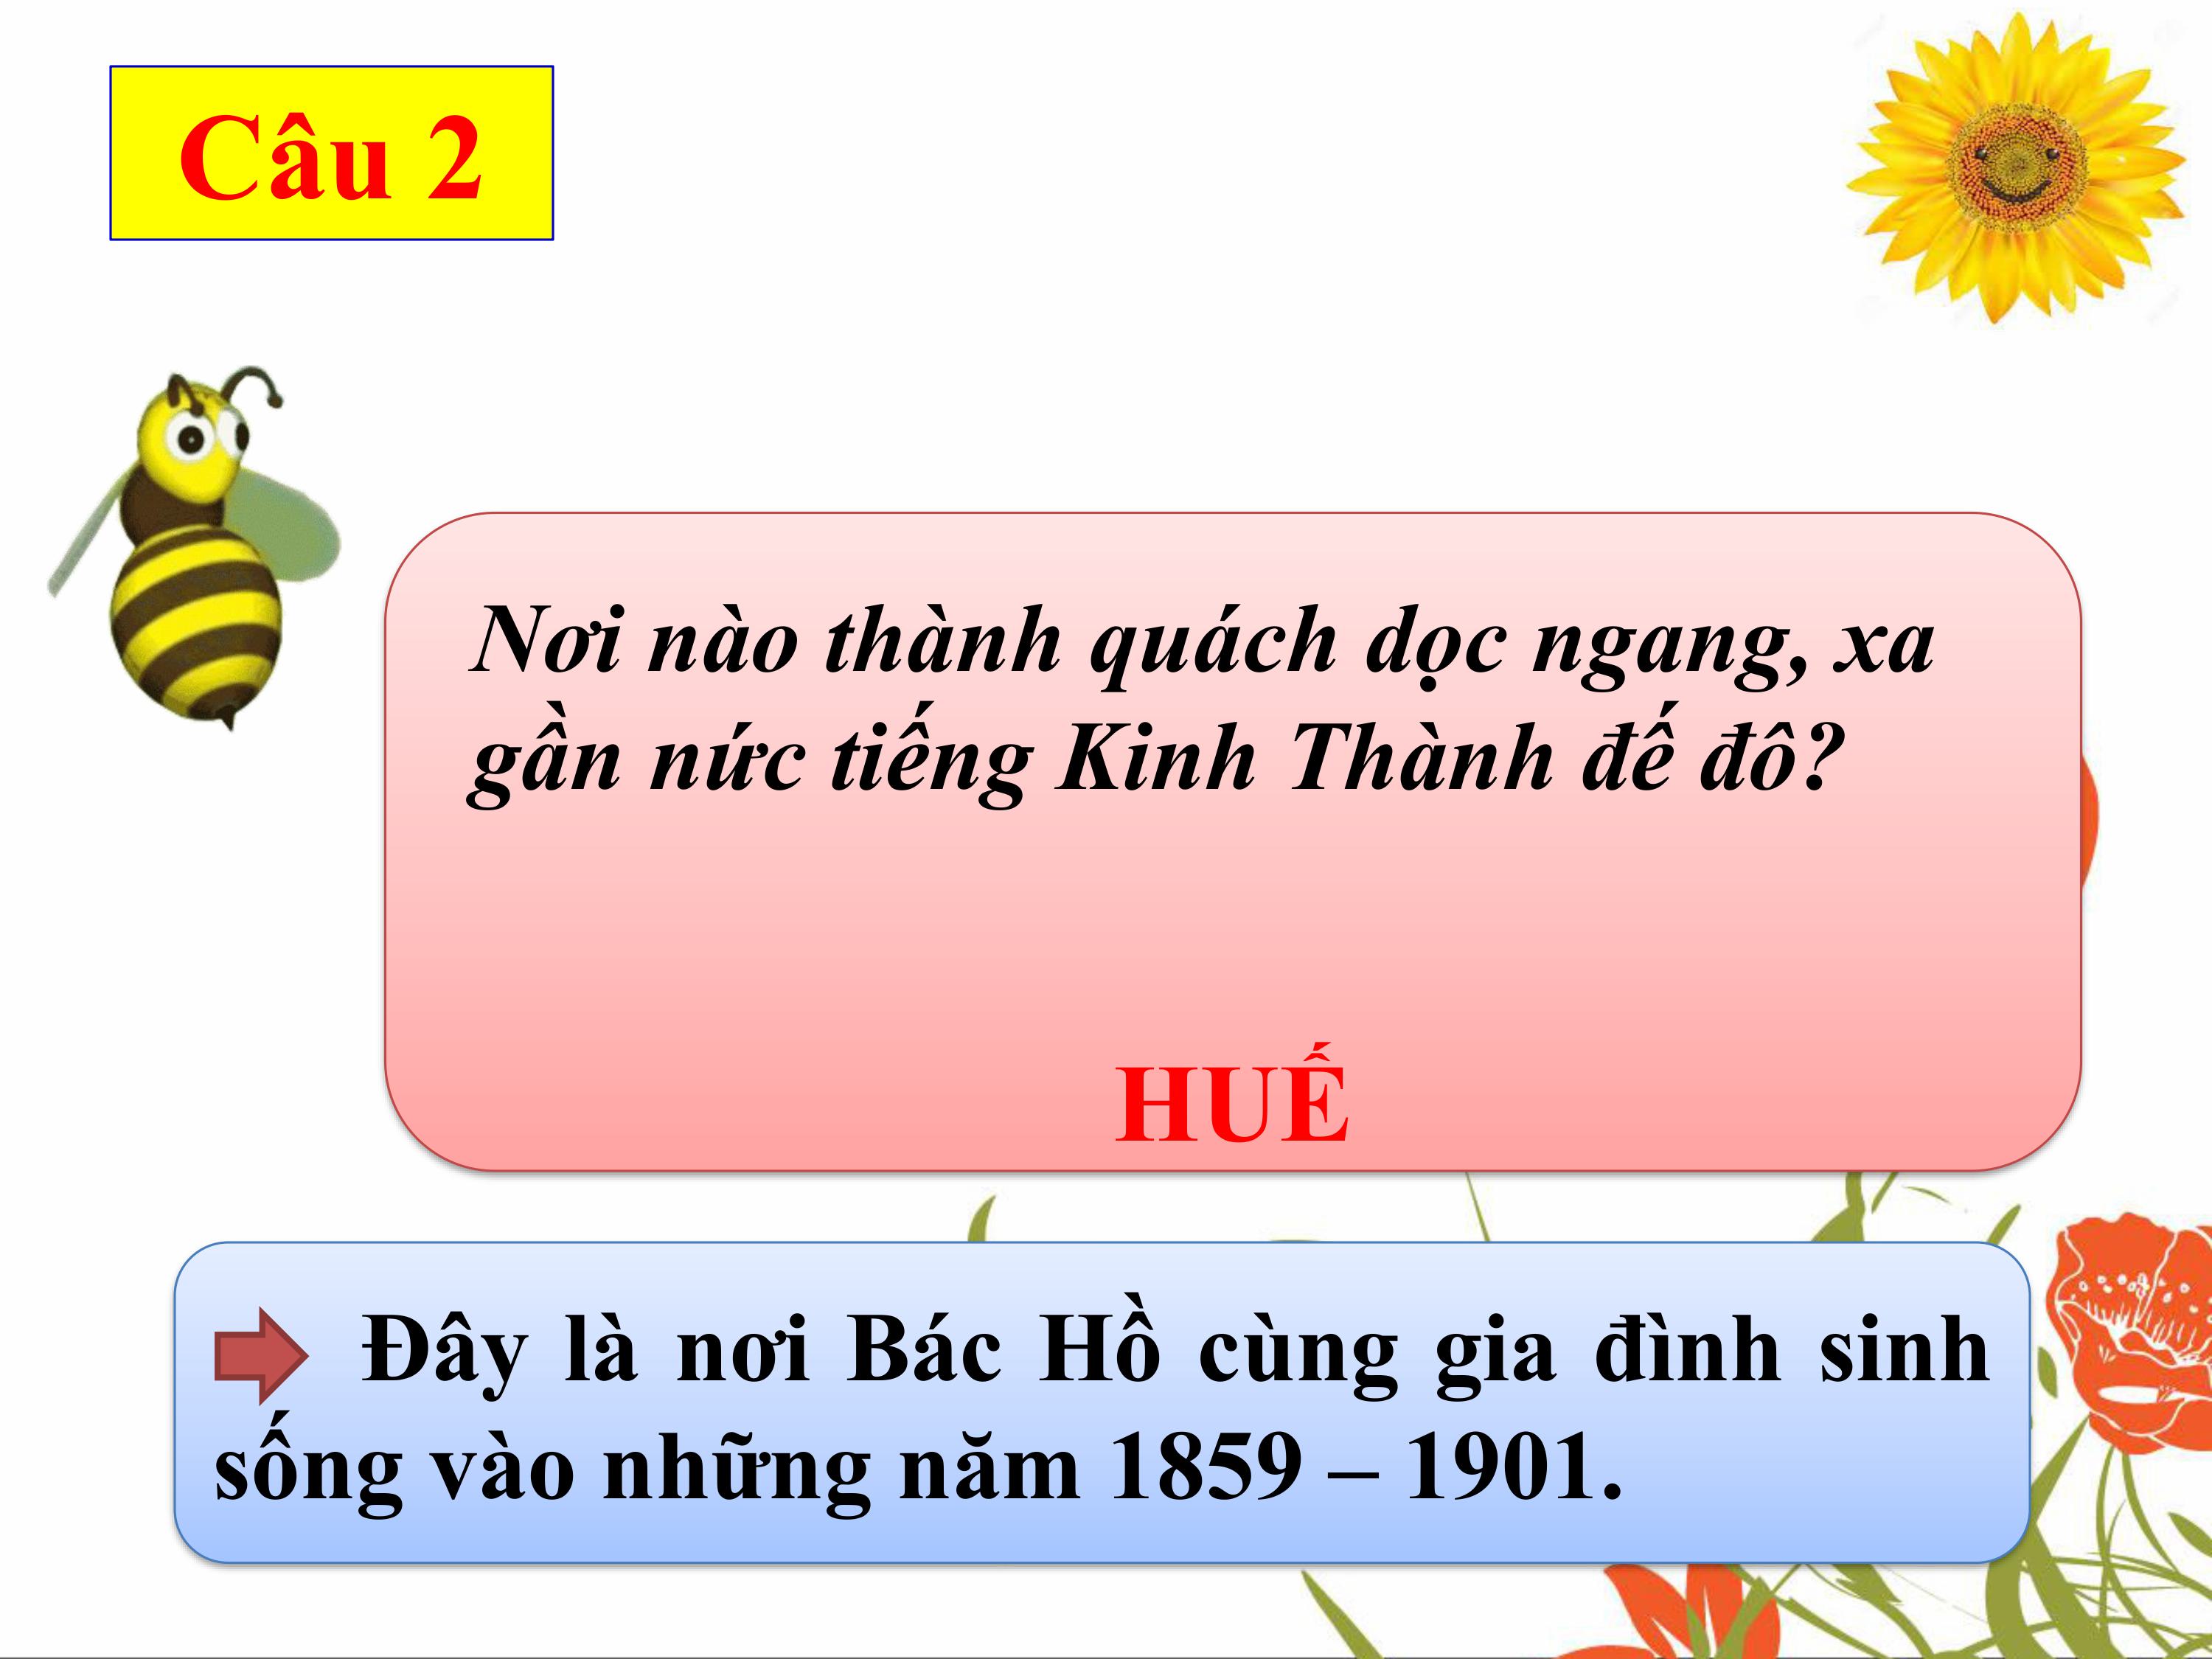 Câu 2
Nơi nào thành quách dọc ngang, xa
gần nức tiếng Kinh Thành đế đô?
HUẾ
Đây là nơi Bác Hồ cùng gia đình sinh
sống vào những năm 1859 – 1901.